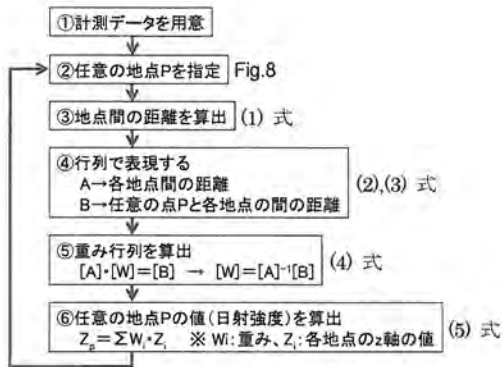 ①計測データを用意
②任意の地点Pを指定 Fig.8
③地点間の距離を算出 (1) 式
④行列で表現する
A→各地点間の距離
B→任意の点Pと各地点の間の距離
(2),(3) 式
⑤重み行列を算出
[A]・[W]=[B] → [W]=[A]⁻¹[B]
(4) 式
⑥任意の地点Pの値(日射強度)を算出
Zₚ=ΣWᵢ・Zᵢ ※ Wi:重み、Zᵢ:各地点のz軸の値
(5) 式